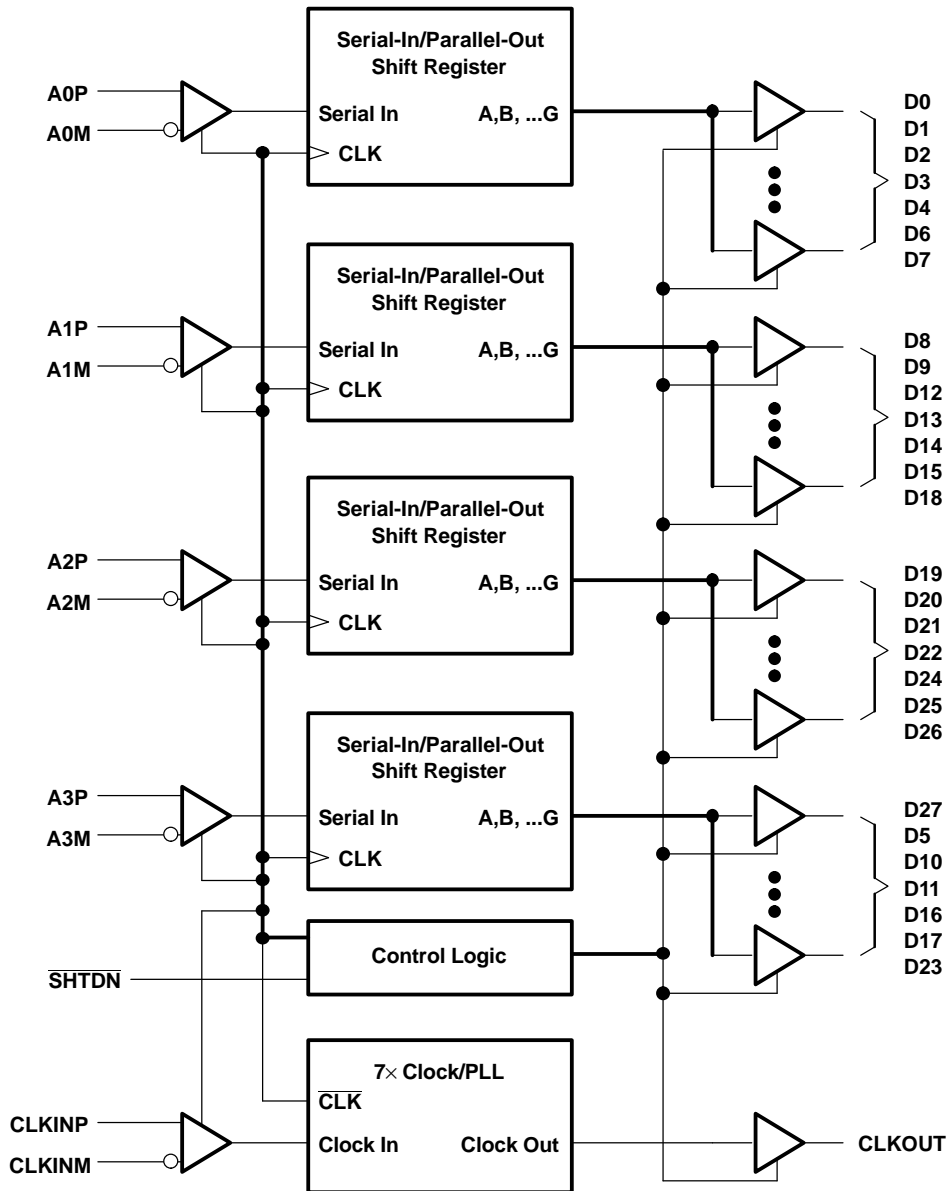 Serial-In/Parallel-Out
Shift Register
A0P
A0M
Serial In
A,B, ...G
CLK
D0
D1
D2
D3
D4
D6
D7
Serial-In/Parallel-Out
Shift Register
A1P
A1M
Serial In
A,B, ...G
CLK
D8
D9
D12
D13
D14
D15
D18
Serial-In/Parallel-Out
Shift Register
A2P
A2M
Serial In
A,B, ...G
CLK
D19
D20
D21
D22
D24
D25
D26
Serial-In/Parallel-Out
Shift Register
A3P
A3M
Serial In
A,B, ...G
CLK
D27
D5
D10
D11
D16
D17
D23
Control Logic
SHTDN
7× Clock/PLL
CLK
CLKINP
CLKINM
Clock In
Clock Out
CLKOUT